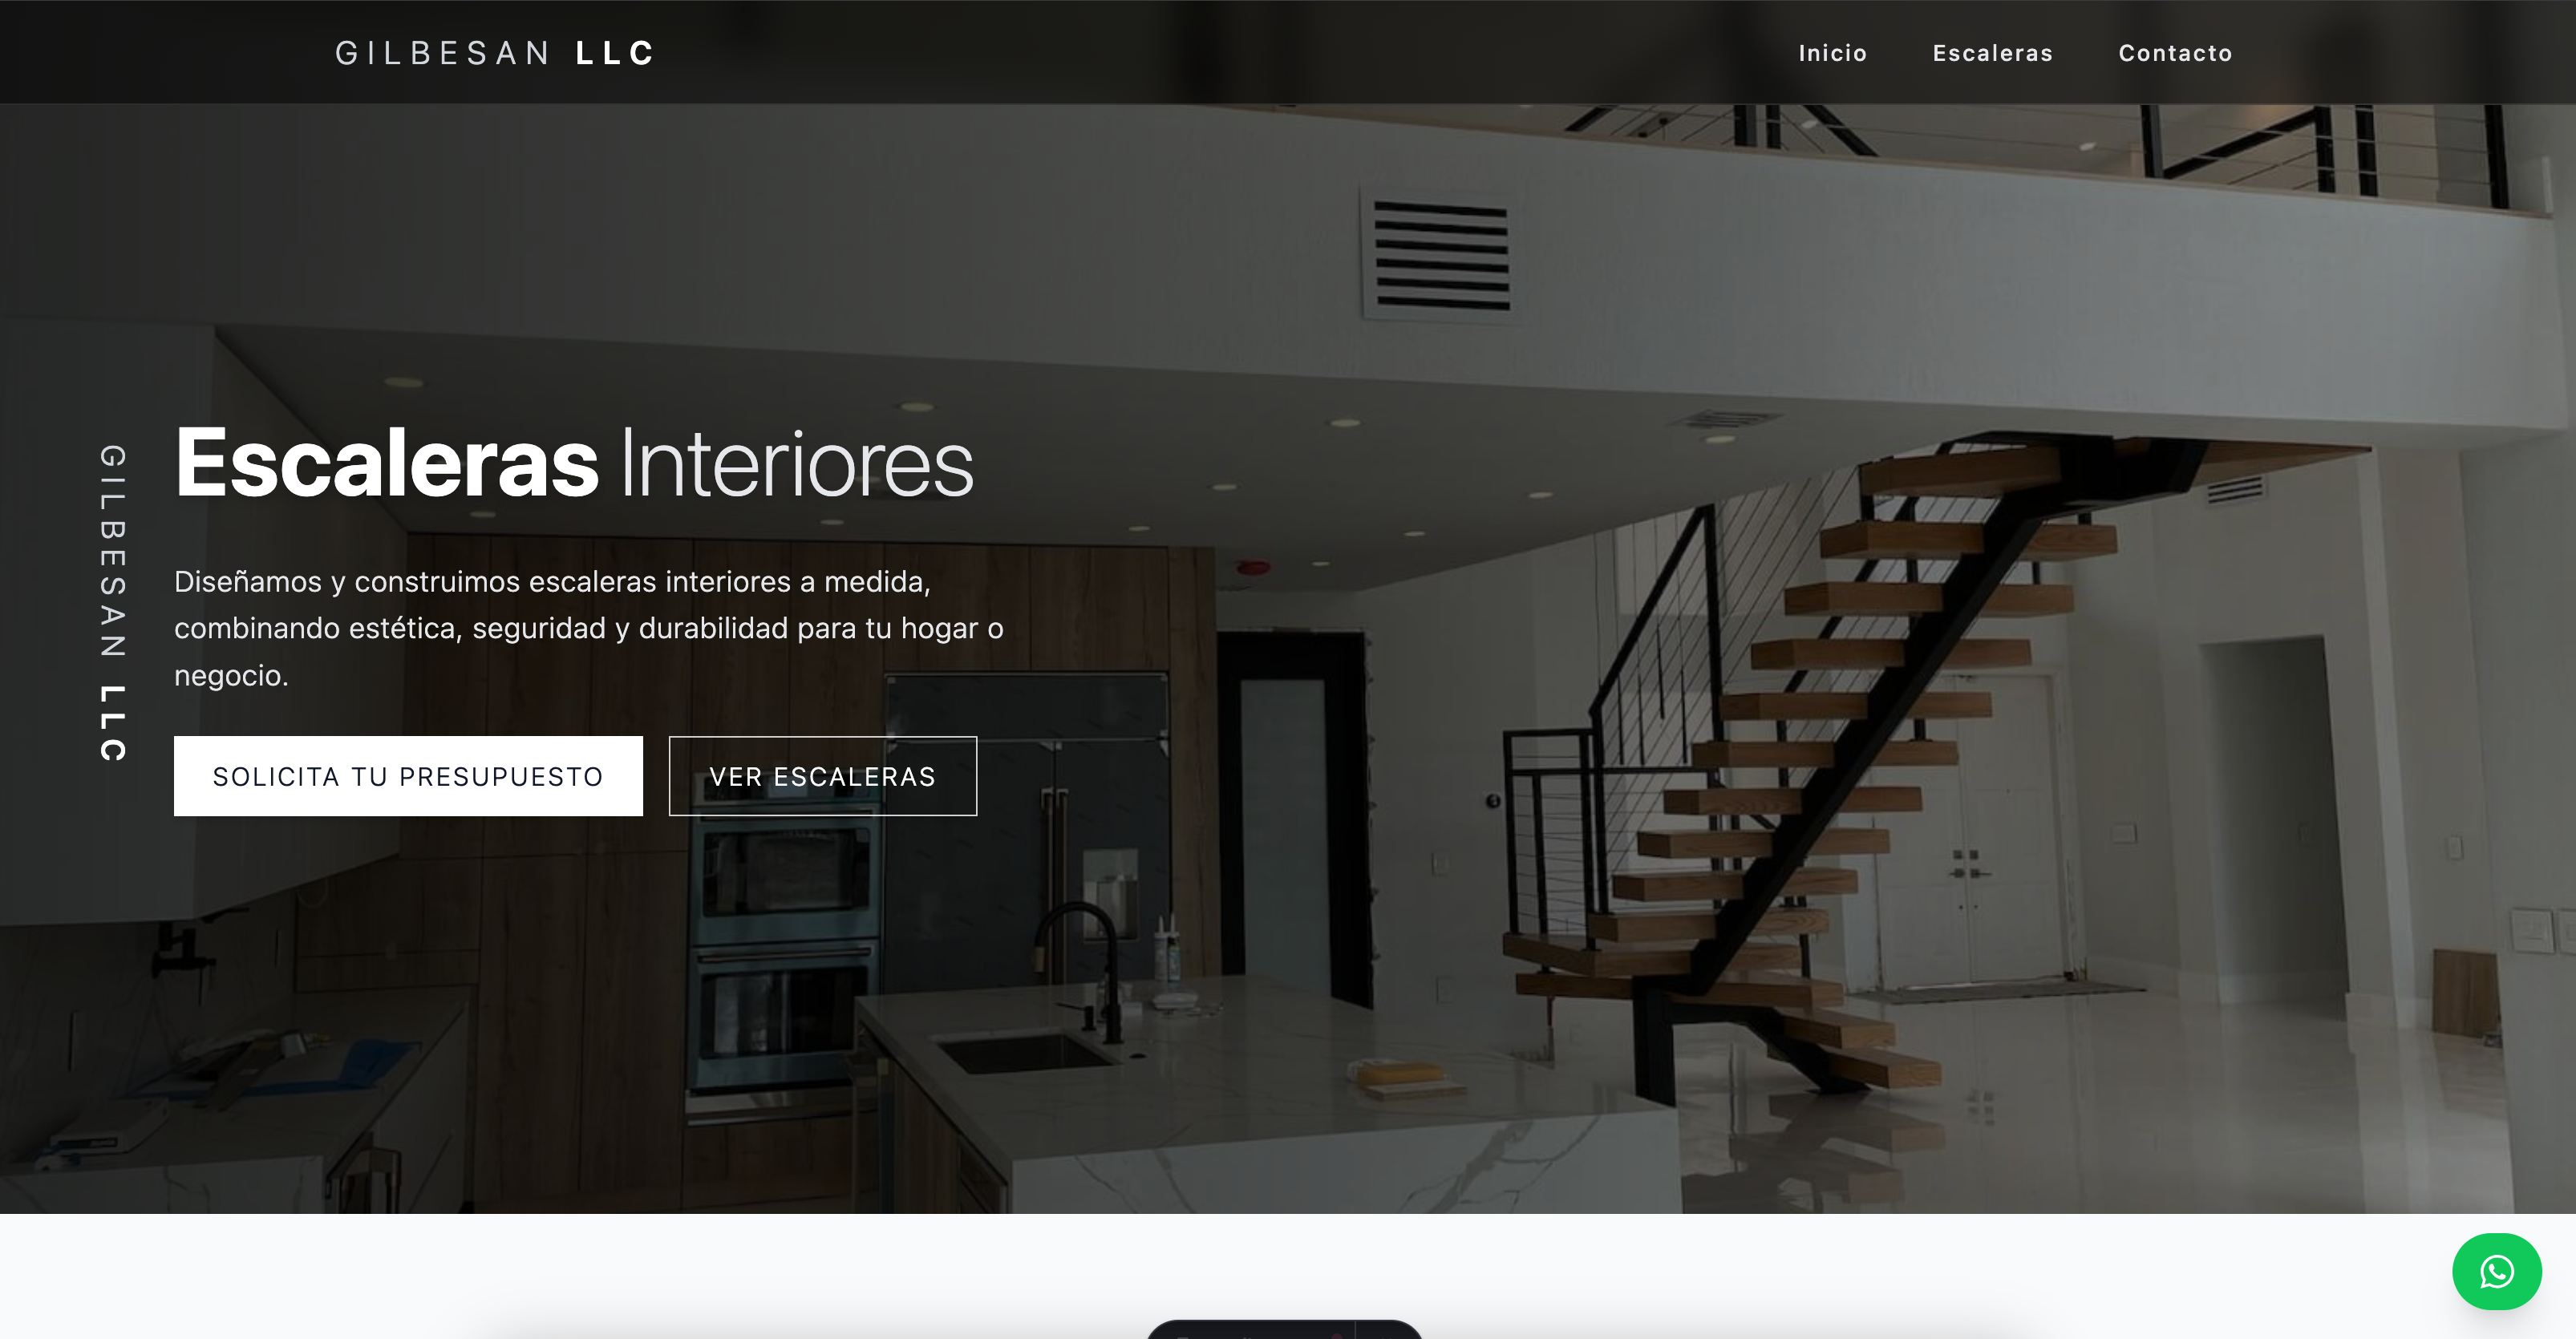 GILBESAN LLC
Inicio
Escaleras
Contacto
GILBESAN LLC
Escaleras Interiores
Diseñamos y construimos escaleras interiores a medida,
combinando estética, seguridad y durabilidad para tu hogar o
negocio.
SOLICITA TU PRESUPUESTO
VER ESCALERAS